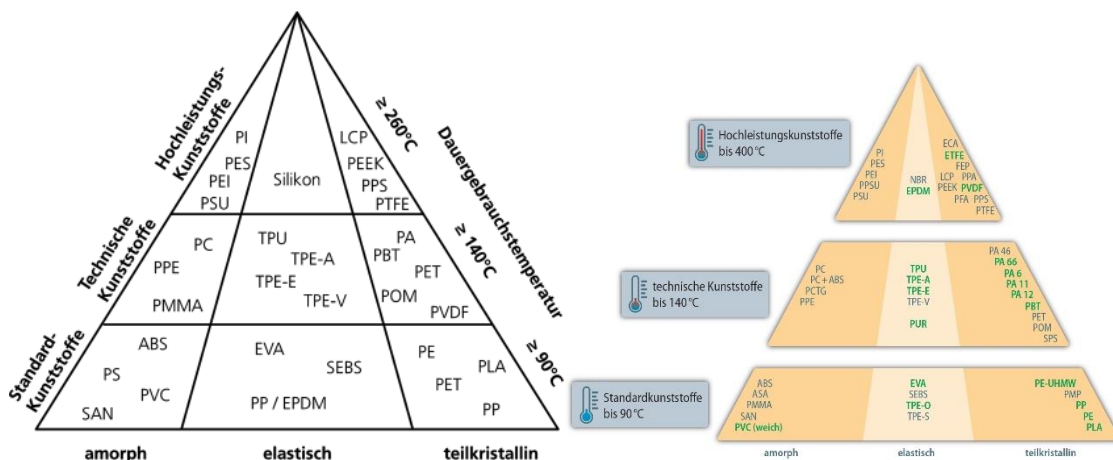 Hochleistungs-
Kunststoffe
Technische
Kunststoffe
Standard-
Kunststoffe
≥ 260°C
≥ 140°C
≥ 90°C
Dauergebrauchstemperatur
PI
PES
PEI
PSU
Silikon
LCP
PEEK
PPS
PTFE
PC
PPE
PMMA
TPU
TPE-A
TPE-E
TPE-V
PA
PBT
PET
POM
PVDF
ABS
PS
PVC
SAN
EVA
SEBS
PP / EPDM
PE
PLA
PET
PP
amorph
elastisch
teilkristallin
Hochleistungskunststoffe
bis 400 °C
PI
PES
PEI
PPSU
PSU
NBR
EPDM
ECA
ETFE
FEP
LCP PPA
PEEK PVDF
PFA PPS
PTFE
technische Kunststoffe
bis 140 °C
PC
PC + ABS
PCTG
PPE
TPU
TPE-A
TPE-E
TPE-V
PUR
PA 46
PA 66
PA 6
PA 11
PA 12
PBT
PET
POM
SPS
Standardkunststoffe
bis 90 °C
ABS
ASA
PMMA
SAN
PVC (weich)
EVA
SEBS
TPE-O
TPE-S
PE-UHMW
PMP
PP
PE
PLA
amorph
elastisch
teilkristallin